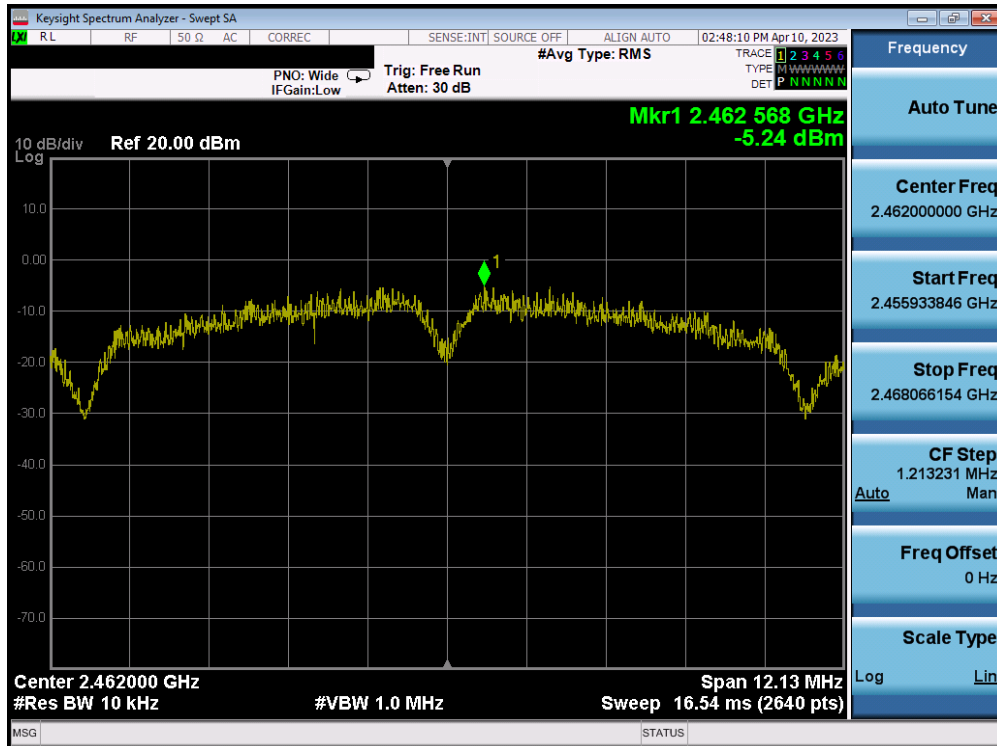 Keysight Spectrum Analyzer - Swept SA
LXI RL RF 50 Ω AC CORREC SENSE:INT SOURCE OFF ALIGN AUTO 02:48:10 PM Apr 10, 2023
#Avg Type: RMS
TRACE 1 2 3 4 5 6
PNO: Wide Trig: Free Run
TYPE M W W W W W
IFGain:Low Atten: 30 dB
DET P N N N N N
Mkr1 2.462 568 GHz
-5.24 dBm
10 dB/div Ref 20.00 dBm
Log
10.0
0.00
1
-10.0
-20.0
-30.0
-40.0
-50.0
-60.0
-70.0
Center 2.462000 GHz Span 12.13 MHz
#Res BW 10 kHz #VBW 1.0 MHz Sweep 16.54 ms (2640 pts)
MSG STATUS
Frequency
Auto Tune
Center Freq
2.462000000 GHz
Start Freq
2.455933846 GHz
Stop Freq
2.468066154 GHz
CF Step
1.213231 MHz
Auto Man
Freq Offset
0 Hz
Scale Type
Log Lin